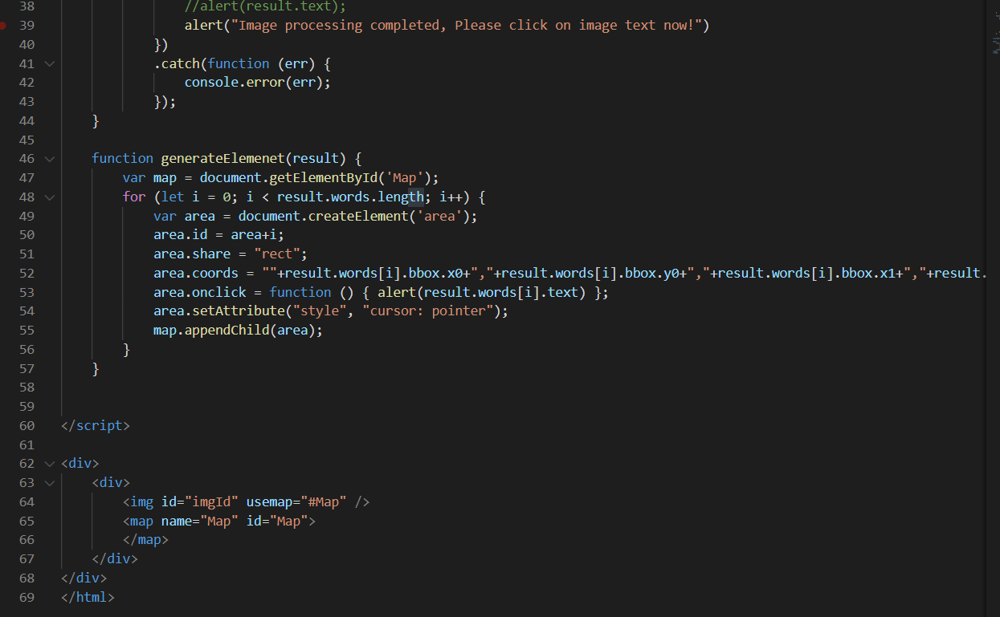 38 //alert(result.text);
39 alert("Image processing completed, Please click on image text now!")
40 })
41 .catch(function (err) {
42 console.error(err);
43 });
44 }
45
46 function generateElemenet(result) {
47 var map = document.getElementById('Map');
48 for (let i = 0; i < result.words.length; i++) {
49 var area = document.createElement('area');
50 area.id = area+i;
51 area.share = "rect";
52 area.coords = ""+result.words[i].bbox.x0+","+result.words[i].bbox.y0+","+result.words[i].bbox.x1+","+result.
53 area.onclick = function () { alert(result.words[i].text) };
54 area.setAttribute("style", "cursor: pointer");
55 map.appendChild(area);
56 }
57 }
58
59
60 </script>
61
62 <div>
63 <div>
64 <img id="imgId" usemap="#Map" />
65 <map name="Map" id="Map">
66 </map>
67 </div>
68 </div>
69 </html>